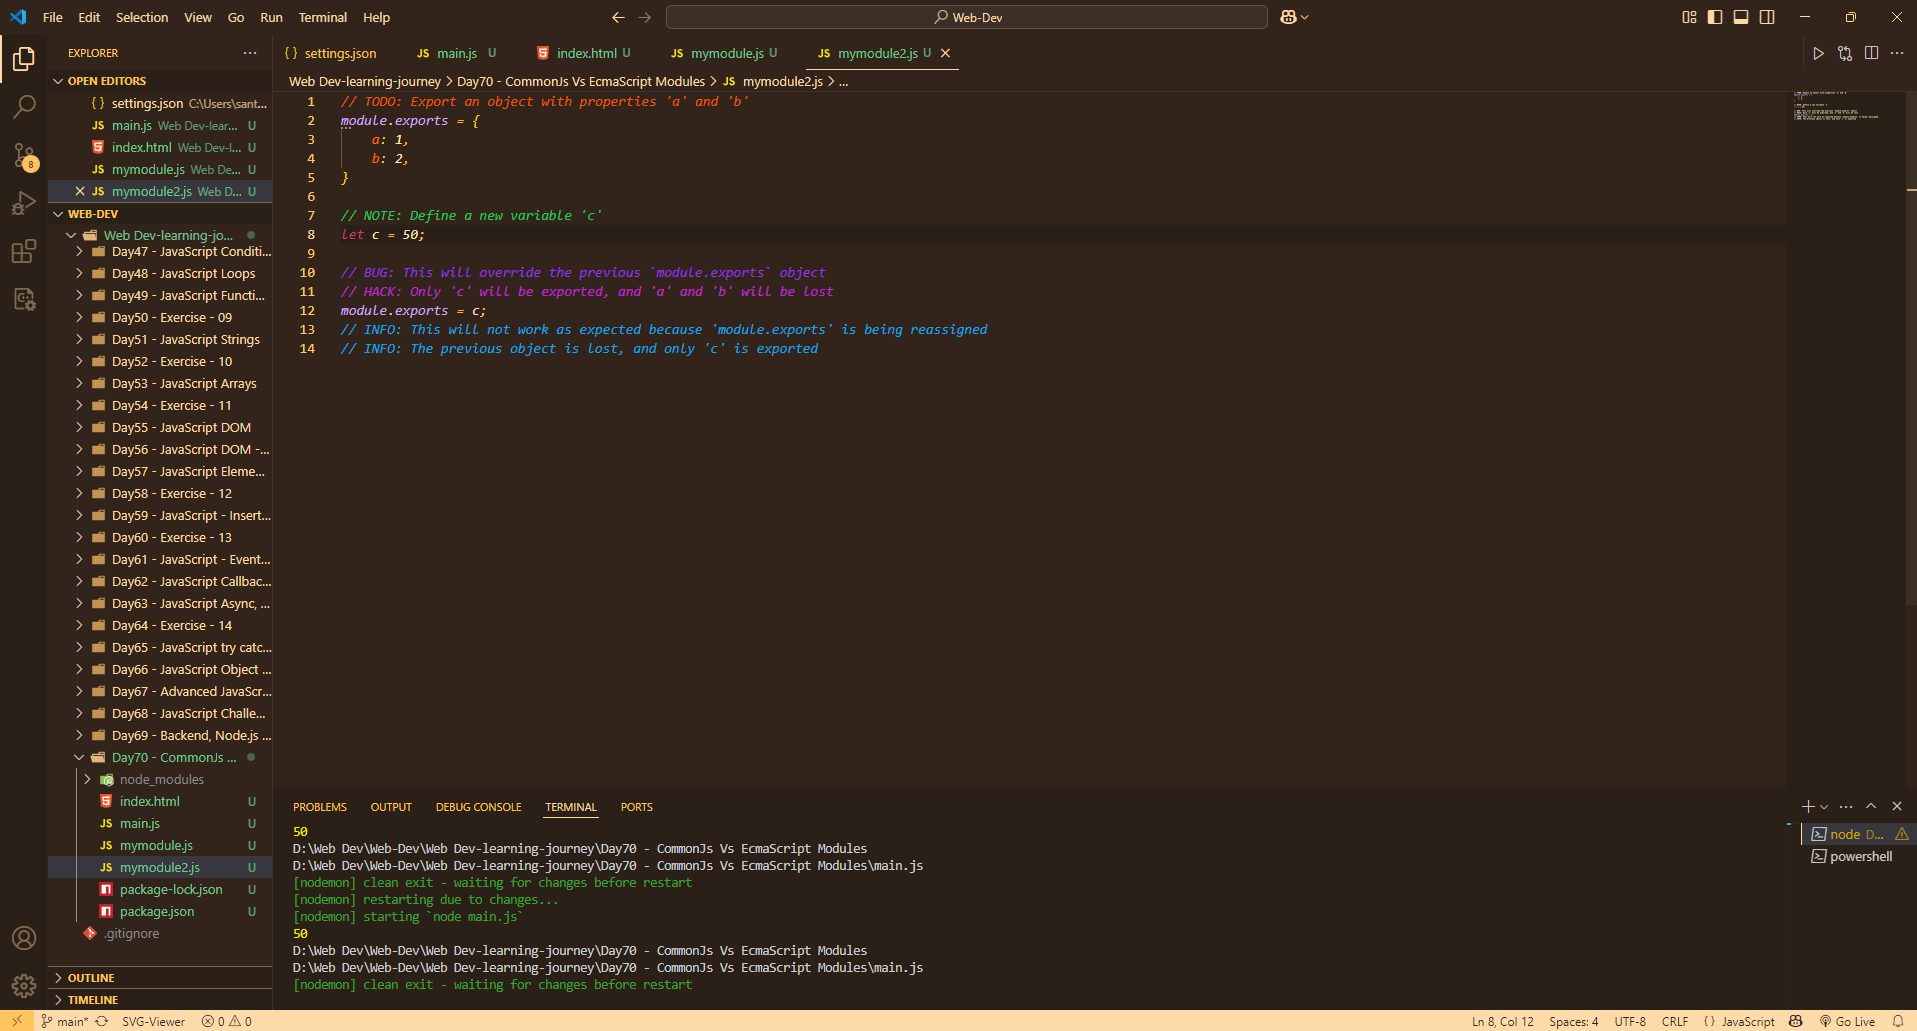 File Edit Selection View Go Run Terminal Help
Web-Dev
EXPLORER
settings.json
JS main.js U
index.html U
JS mymodule.js U
JS mymodule2.js U
Web Dev-learning-journey > Day70 - CommonJs Vs EcmaScript Modules > JS mymodule2.js > ...
OPEN EDITORS
{} settings.json C:\Users\sant...
JS main.js Web Dev-lear... U
index.html Web Dev-l... U
JS mymodule.js Web De... U
JS mymodule2.js Web D... U
WEB-DEV
Web Dev-learning-jo...
Day47 - JavaScript Conditi...
Day48 - JavaScript Loops
Day49 - JavaScript Functi...
Day50 - Exercise - 09
Day51 - JavaScript Strings
Day52 - Exercise - 10
Day53 - JavaScript Arrays
Day54 - Exercise - 11
Day55 - JavaScript DOM
Day56 - JavaScript DOM -...
Day57 - JavaScript Eleme...
Day58 - Exercise - 12
Day59 - JavaScript - Insert...
Day60 - Exercise - 13
Day61 - JavaScript - Event...
Day62 - JavaScript Callbac...
Day63 - JavaScript Async, ...
Day64 - Exercise - 14
Day65 - JavaScript try catc...
Day66 - JavaScript Object ...
Day67 - Advanced JavaScr...
Day68 - JavaScript Challe...
Day69 - Backend, Node.js ...
Day70 - CommonJs ...
node_modules
index.html U
JS main.js U
JS mymodule.js U
JS mymodule2.js U
package-lock.json U
package.json U
.gitignore
OUTLINE
TIMELINE
8
1 // TODO: Export an object with properties 'a' and 'b'
2 module.exports = {
3 a: 1,
4 b: 2,
5 }
6
7 // NOTE: Define a new variable 'c'
8 let c = 50;
9
10 // BUG: This will override the previous `module.exports` object
11 // HACK: Only 'c' will be exported, and 'a' and 'b' will be lost
12 module.exports = c;
13 // INFO: This will not work as expected because 'module.exports' is being reassigned
14 // INFO: The previous object is lost, and only 'c' is exported
PROBLEMS OUTPUT DEBUG CONSOLE TERMINAL PORTS
50
D:\Web Dev\Web-Dev\Web Dev-learning-journey\Day70 - CommonJs Vs EcmaScript Modules
D:\Web Dev\Web-Dev\Web Dev-learning-journey\Day70 - CommonJs Vs EcmaScript Modules\main.js
[nodemon] clean exit - waiting for changes before restart
[nodemon] restarting due to changes...
[nodemon] starting `node main.js`
50
D:\Web Dev\Web-Dev\Web Dev-learning-journey\Day70 - CommonJs Vs EcmaScript Modules
D:\Web Dev\Web-Dev\Web Dev-learning-journey\Day70 - CommonJs Vs EcmaScript Modules\main.js
[nodemon] clean exit - waiting for changes before restart
node D...
powershell
main* SVG-Viewer 0 0
Ln 8, Col 12 Spaces: 4 UTF-8 CRLF {} JavaScript Go Live